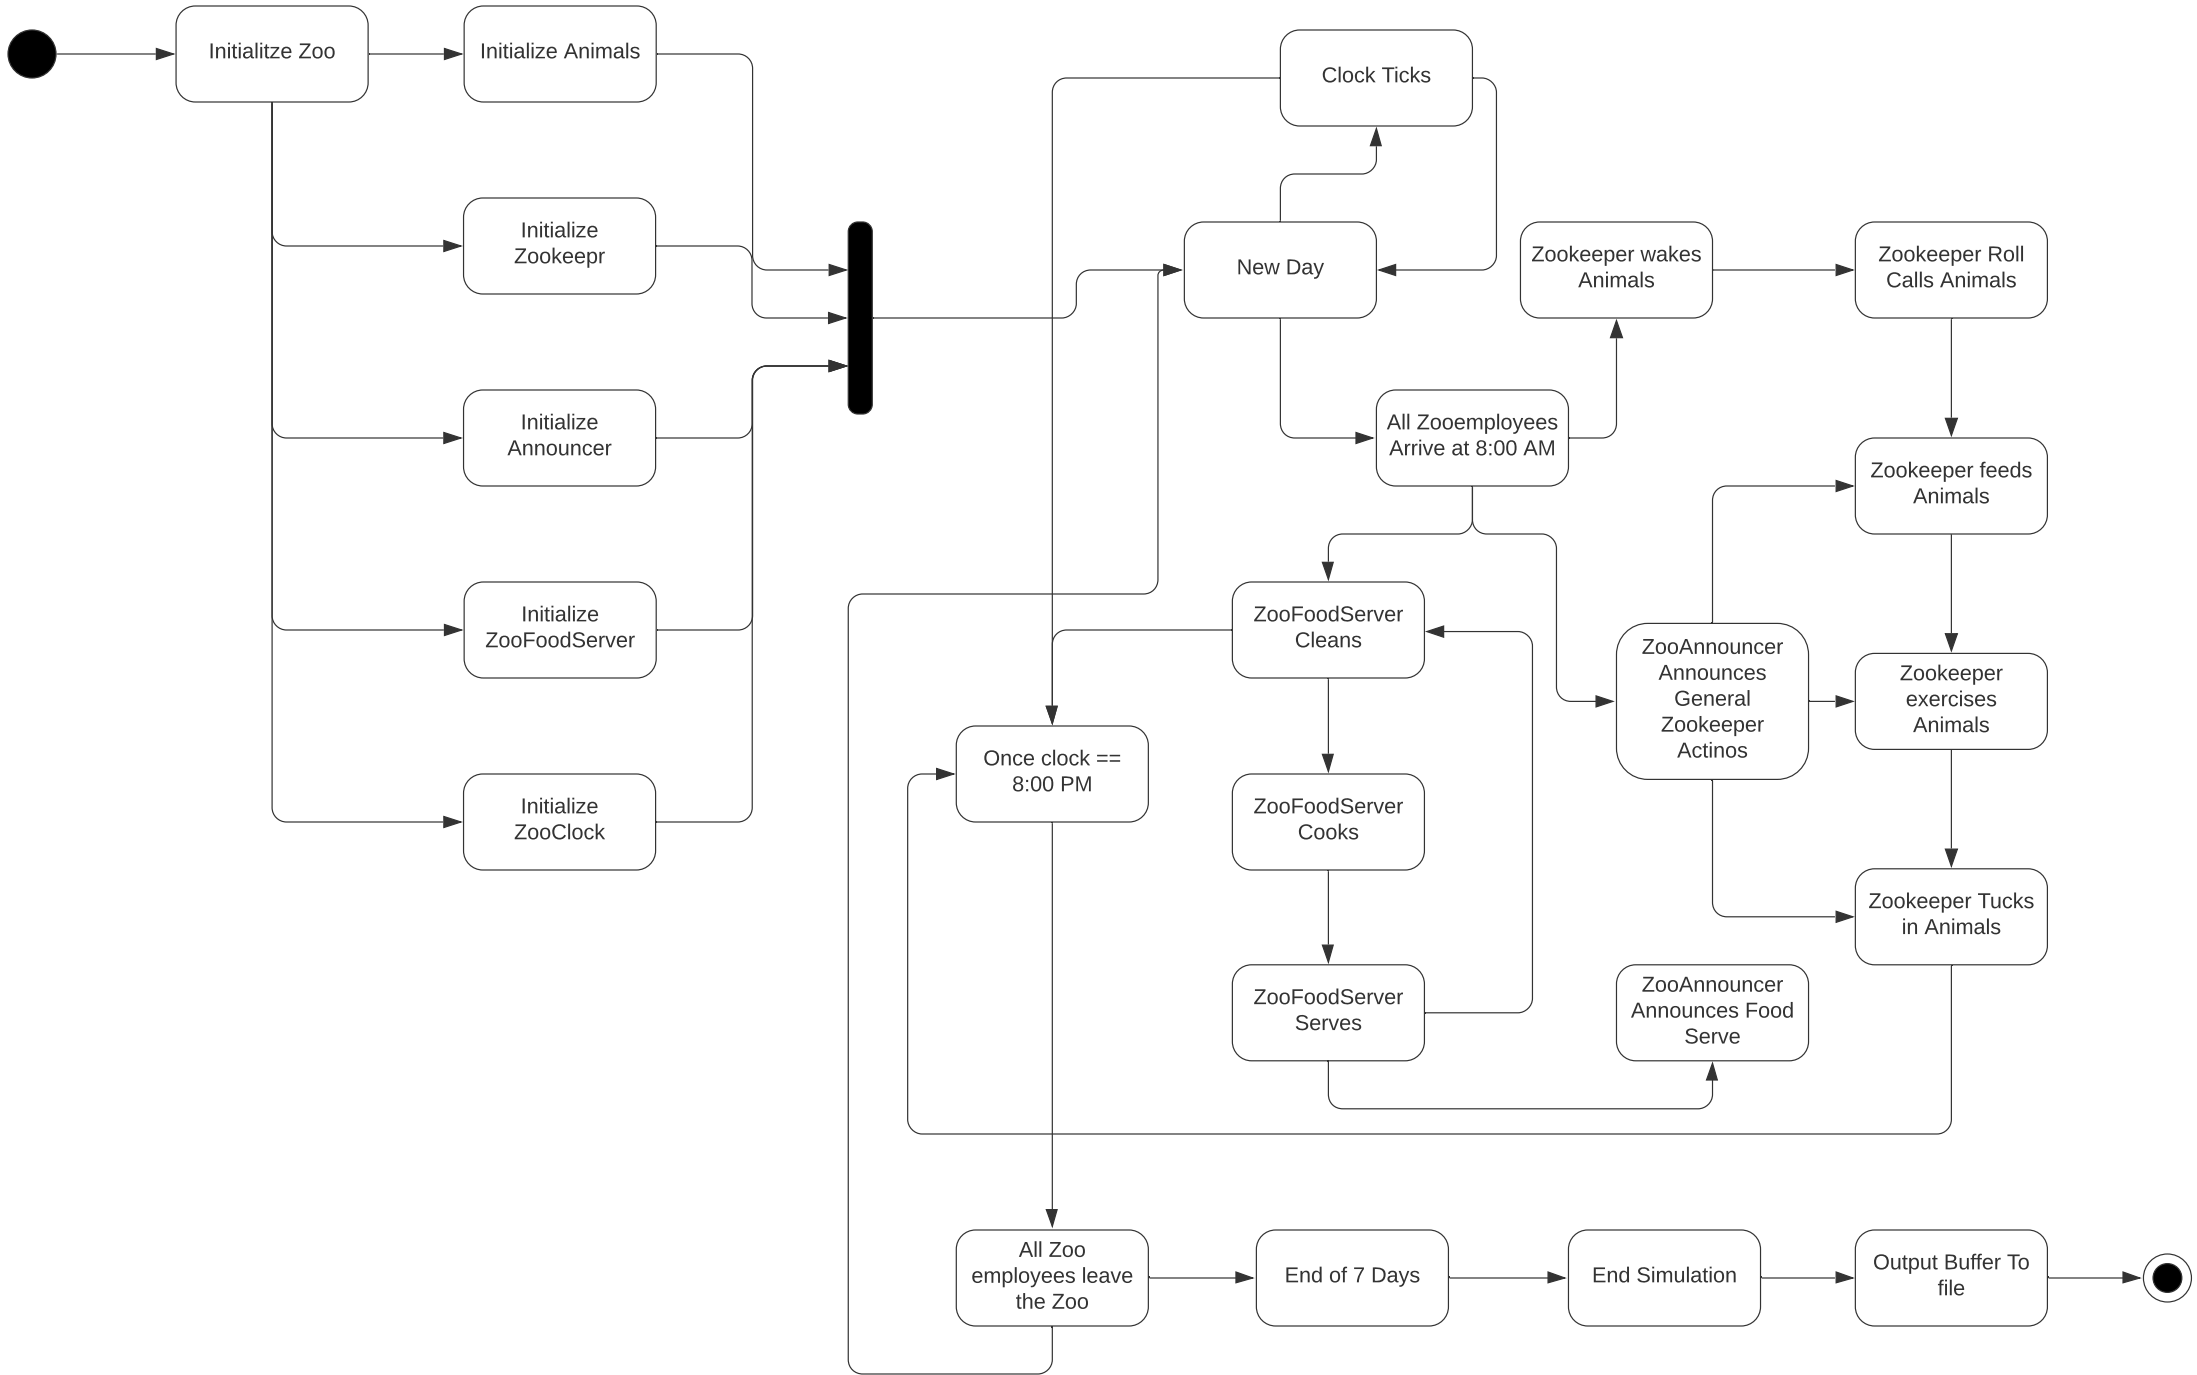 Initialitze Zoo
Initialize Animals
Initialize
Zookeepr
Initialize
Announcer
Initialize
ZooFoodServer
Initialize
ZooClock
Clock Ticks
New Day
All Zooemployees
Arrive at 8:00 AM
Zookeeper wakes
Animals
Zookeeper Roll
Calls Animals
Zookeeper feeds
Animals
ZooAnnouncer
Announces
General
Zookeeper
Actinos
Zookeeper
exercises
Animals
Zookeeper Tucks
in Animals
ZooFoodServer
Cleans
ZooFoodServer
Cooks
ZooFoodServer
Serves
ZooAnnouncer
Announces Food
Serve
Once clock ==
8:00 PM
All Zoo
employees leave
the Zoo
End of 7 Days
End Simulation
Output Buffer To
file